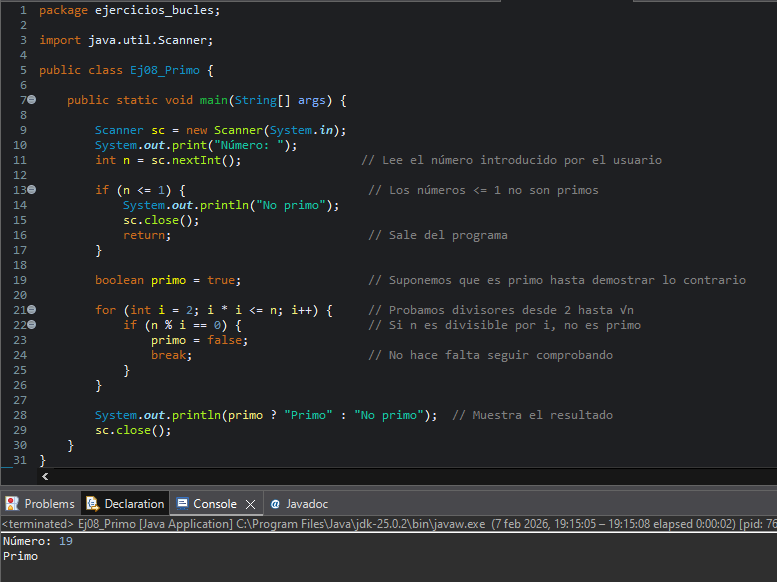 1 package ejercicios_bucles;
2
3 import java.util.Scanner;
4
5 public class Ej08_Primo {
6
7 public static void main(String[] args) {
8
9 Scanner sc = new Scanner(System.in);
10 System.out.print("Número: ");
11 int n = sc.nextInt(); // Lee el número introducido por el usuario
12
13 if (n <= 1) { // Los números <= 1 no son primos
14 System.out.println("No primo");
15 sc.close();
16 return; // Sale del programa
17 }
18
19 boolean primo = true; // Suponemos que es primo hasta demostrar lo contrario
20
21 for (int i = 2; i * i <= n; i++) { // Probamos divisores desde 2 hasta √n
22 if (n % i == 0) { // Si n es divisible por i, no es primo
23 primo = false;
24 break; // No hace falta seguir comprobando
25 }
26 }
27
28 System.out.println(primo ? "Primo" : "No primo"); // Muestra el resultado
29 sc.close();
30 }
31 }
Problems Declaration Console Javadoc
<terminated> Ej08_Primo [Java Application] C:\Program Files\Java\jdk-25.0.2\bin\javaw.exe (7 feb 2026, 19:15:05 – 19:15:08 elapsed 0:00:02) [pid: 76
Número: 19
Primo